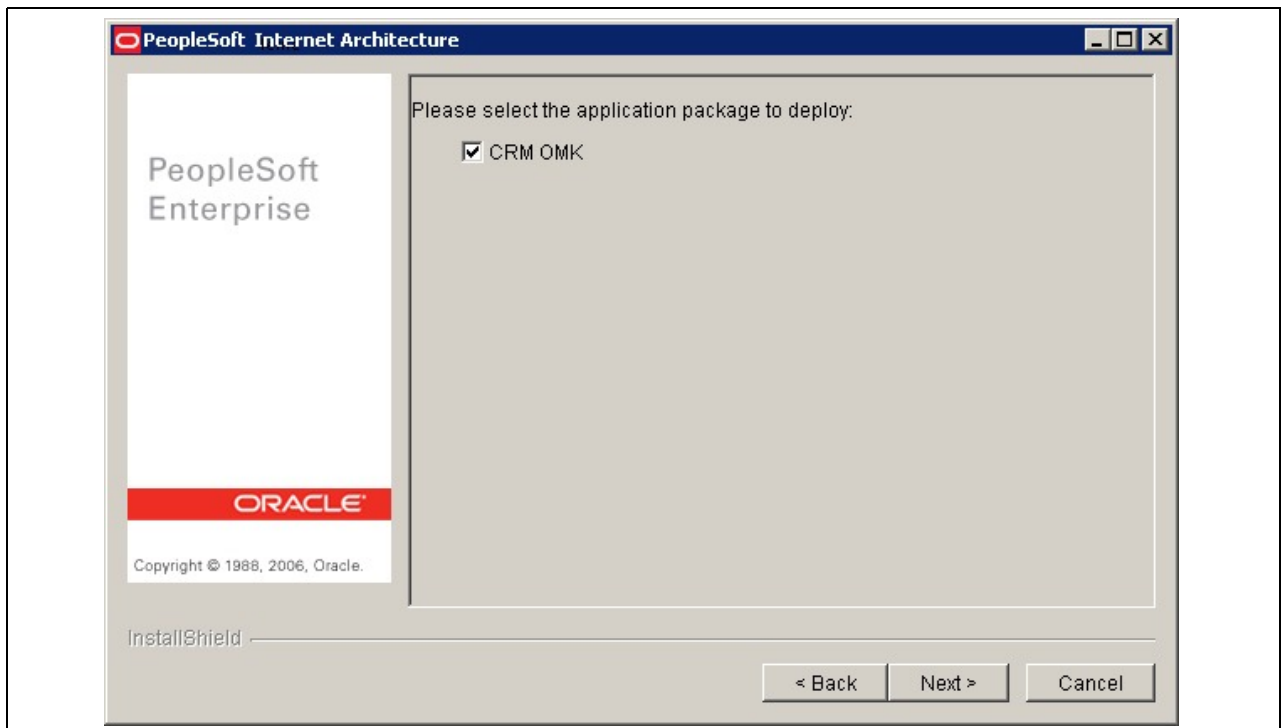 PeopleSoft Internet Architecture
PeopleSoft
Enterprise
ORACLE
Copyright © 1988, 2006, Oracle.
Please select the application package to deploy:
CRM OMK
InstallShield
< Back
Next >
Cancel